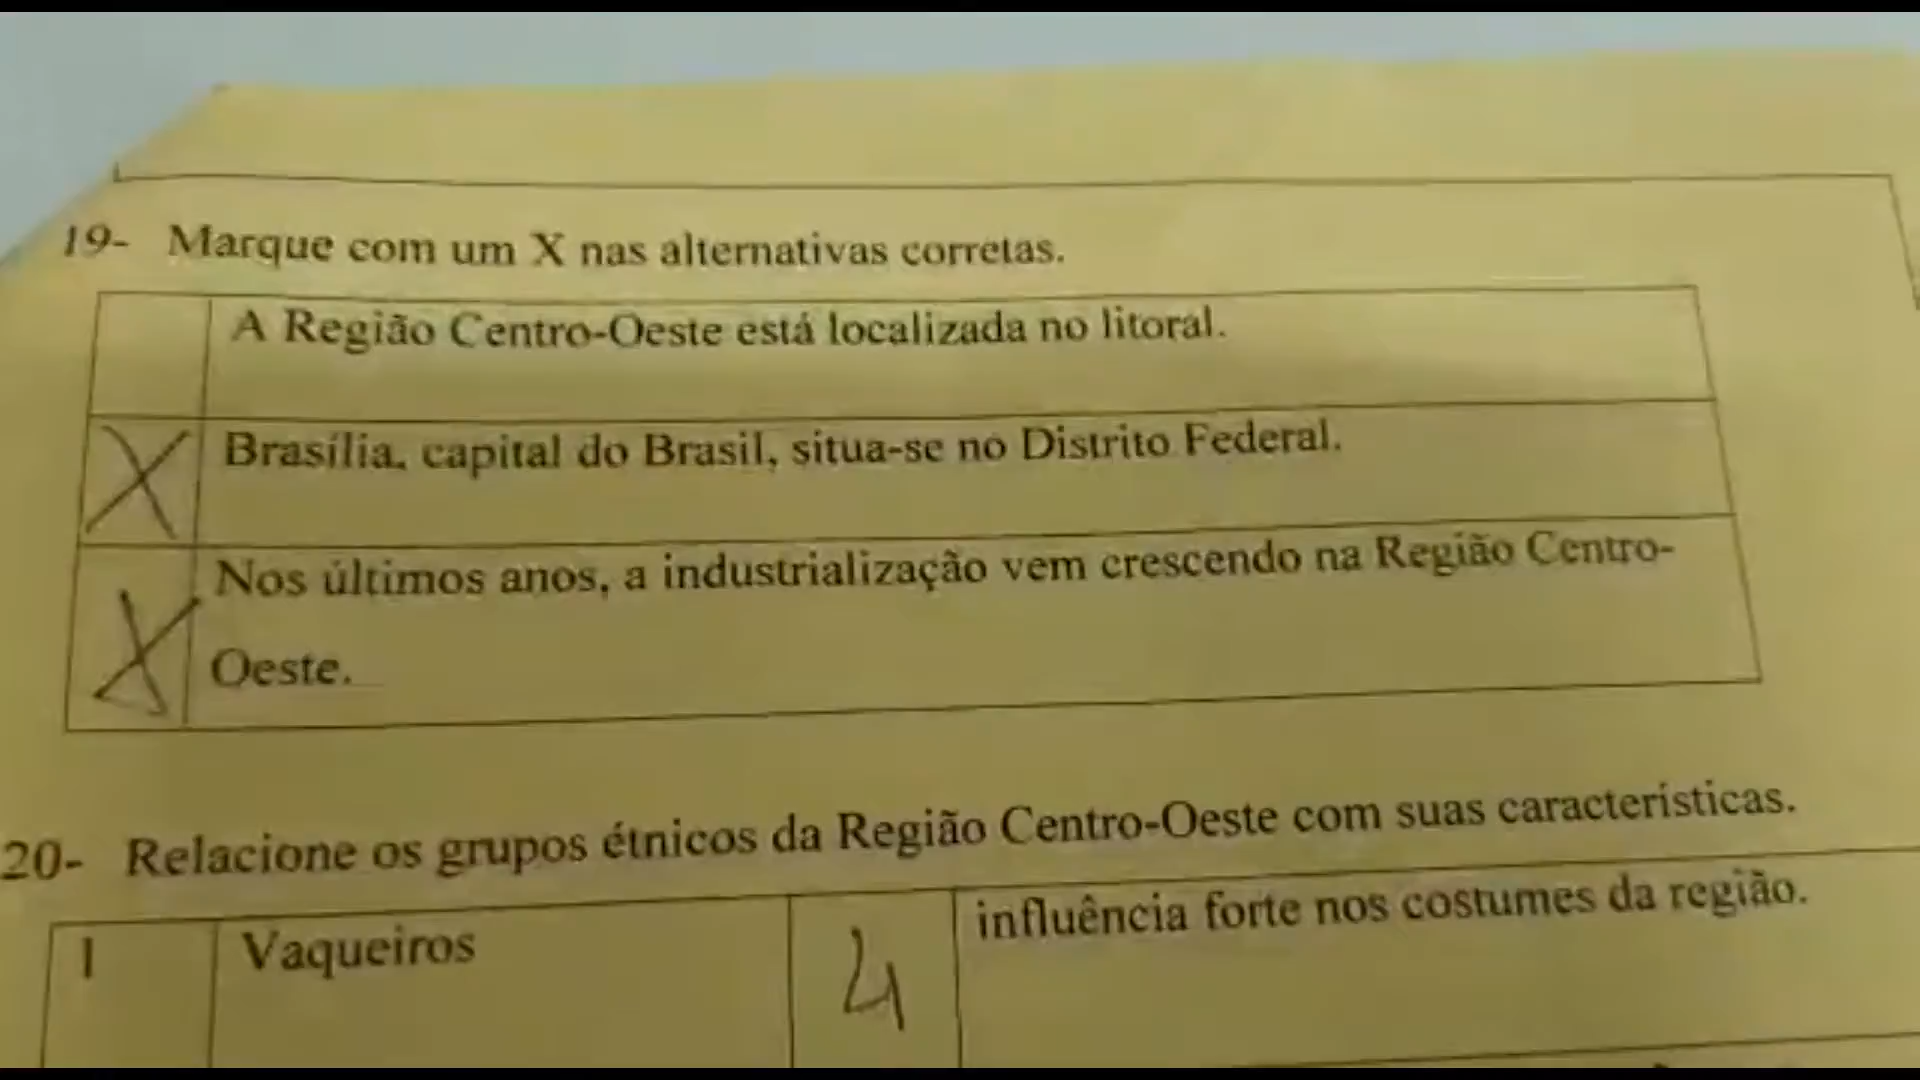 19- Marque com um X nas alternativas corretas.
A Região Centro-Oeste está localizada no litoral.
X Brasília, capital do Brasil, situa-se no Distrito Federal.
X Nos últimos anos, a industrialização vem crescendo na Região Centro-
Oeste.
20- Relacione os grupos étnicos da Região Centro-Oeste com suas características.
1 Vaqueiros 4 influência forte nos costumes da região.